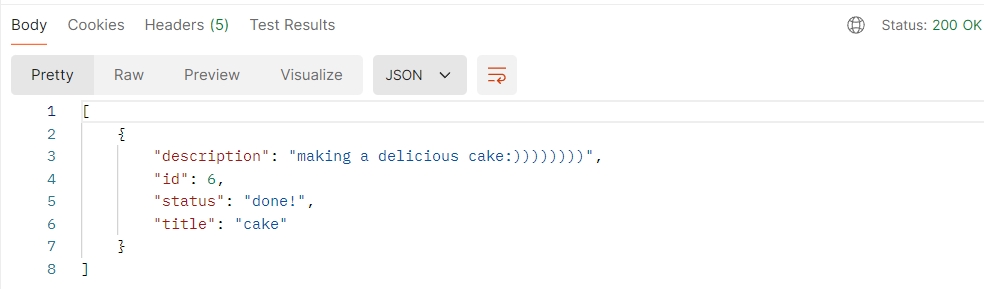 Body Cookies Headers (5) Test Results Status: 200 OK
Pretty Raw Preview Visualize JSON
1 [
2 {
3 "description": "making a delicious cake:))))))))",
4 "id": 6,
5 "status": "done!",
6 "title": "cake"
7 }
8 ]